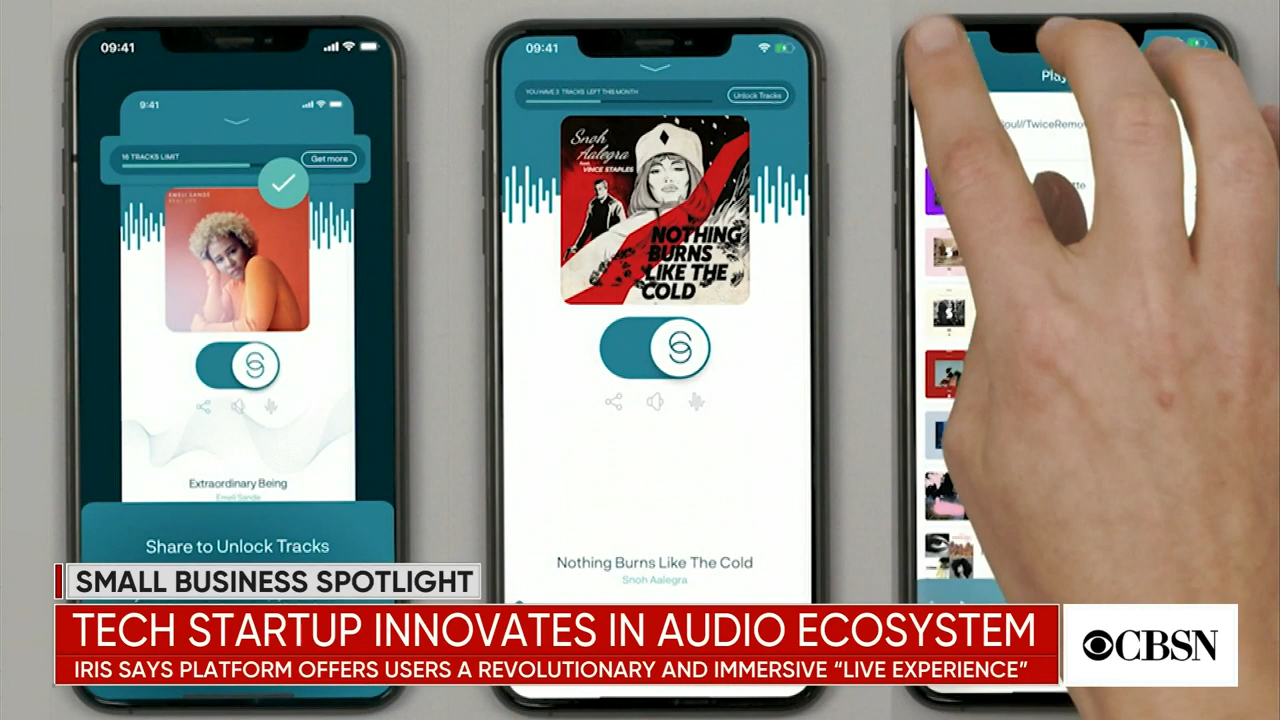 09:41
9:41
16 TRACKS LIMIT
Get more
EMELI SANDE
REAL LIFE
Extraordinary Being
Emeli Sande
Share to Unlock Tracks
09:41
YOU HAVE 3 TRACKS LEFT THIS MONTH
Unlock Tracks
Snoh
Aalegra
feat.
VINCE STAPLES
NOTHING
BURNS
LIKE THE
COLD
Nothing Burns Like The Cold
Snoh Aalegra
SMALL BUSINESS SPOTLIGHT
TECH STARTUP INNOVATES IN AUDIO ECOSYSTEM
IRIS SAYS PLATFORM OFFERS USERS A REVOLUTIONARY AND IMMERSIVE “LIVE EXPERIENCE”
CBSN